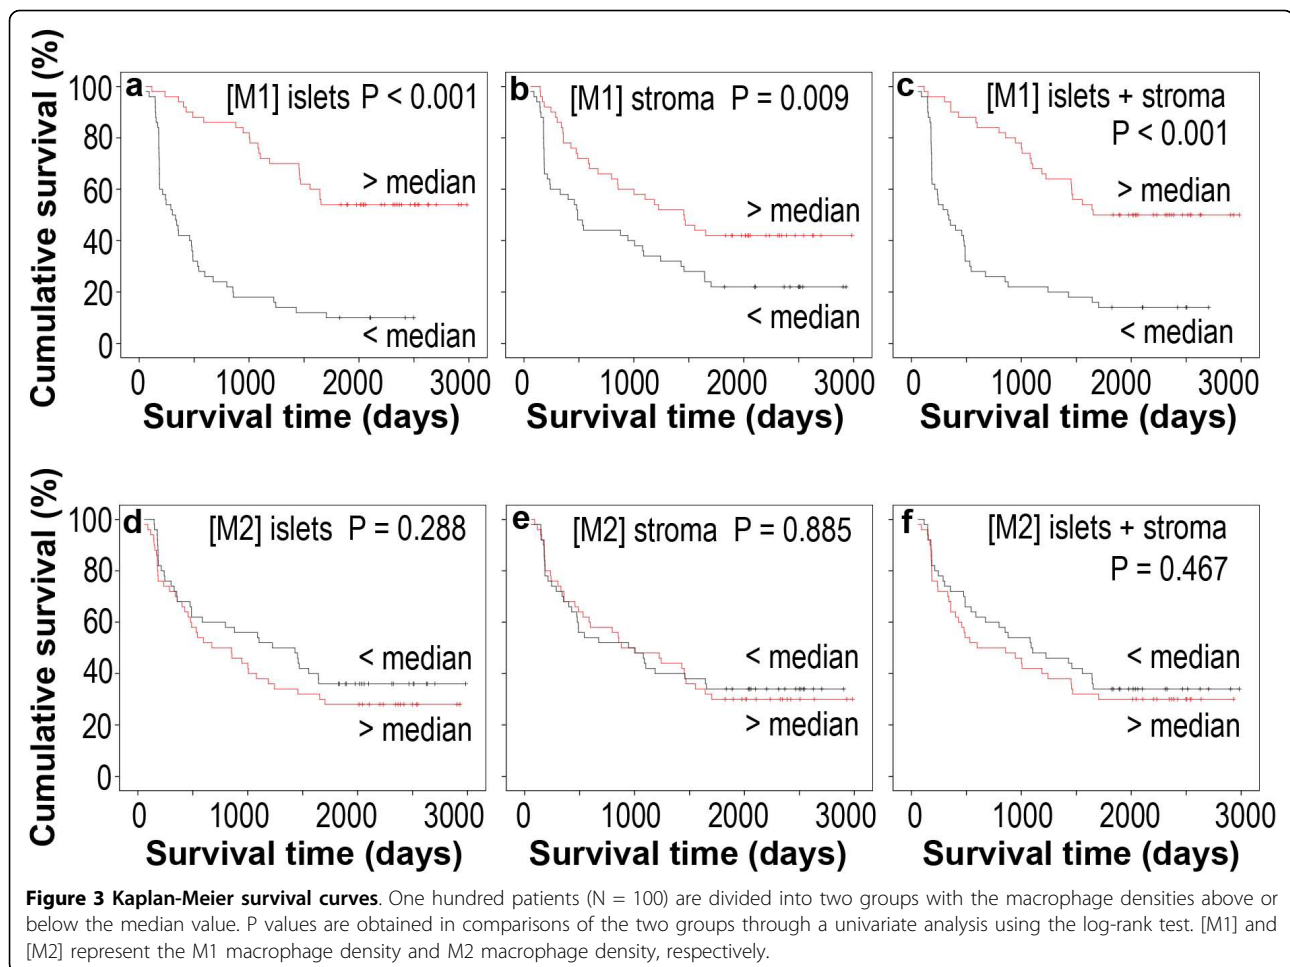 Cumulative survival (%)
100
80
60
40
20
0
a
[M1] islets P < 0.001
> median
< median
0 1000 2000 3000
Survival time (days)
b
[M1] stroma P = 0.009
> median
< median
0 1000 2000 3000
Survival time (days)
c
[M1] islets + stroma
P < 0.001
> median
< median
0 1000 2000 3000
Survival time (days)
Cumulative survival (%)
100
80
60
40
20
0
d
[M2] islets P = 0.288
< median
> median
0 1000 2000 3000
Survival time (days)
e
[M2] stroma P = 0.885
< median
> median
0 1000 2000 3000
Survival time (days)
f
[M2] islets + stroma
P = 0.467
< median
> median
0 1000 2000 3000
Survival time (days)
Figure 3 Kaplan-Meier survival curves. One hundred patients (N = 100) are divided into two groups with the macrophage densities above or
below the median value. P values are obtained in comparisons of the two groups through a univariate analysis using the log-rank test. [M1] and
[M2] represent the M1 macrophage density and M2 macrophage density, respectively.